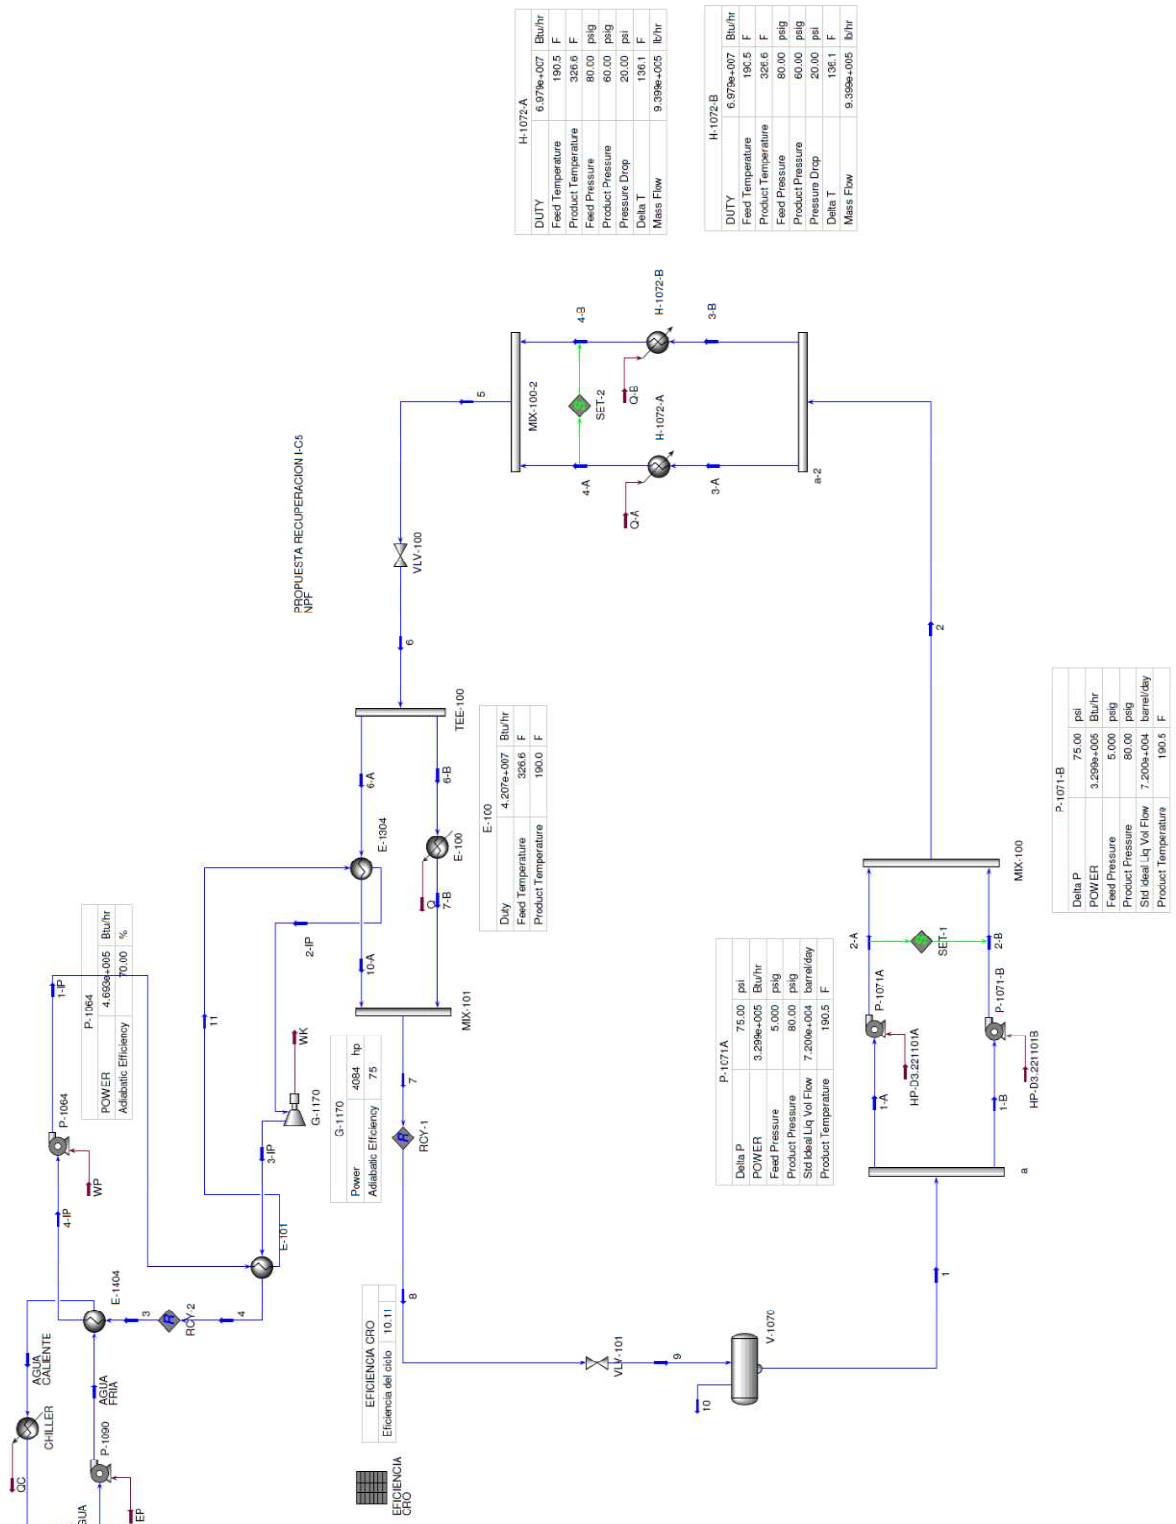 H-1072-A
DUTY 6.979e+007 Btu/hr
Feed Temperature 190.5 F
Product Temperature 326.6 F
Feed Pressure 80.00 psig
Product Pressure 60.00 psig
Pressure Drop 20.00 psi
Delta T 136.1 F
Mass Flow 9.399e+005 lb/hr
H-1072-B
DUTY 6.979e+007 Btu/hr
Feed Temperature 190.5 F
Product Temperature 326.6 F
Feed Pressure 80.00 psig
Product Pressure 60.00 psig
Pressure Drop 20.00 psi
Delta T 136.1 F
Mass Flow 9.399e+005 lb/hr
PROPUESTA RECUPERACION I-C5
NPF
5
MIX-100-2
4-A
SET-2
4-B
Q-A
H-1072-A
Q-B
H-1072-B
3-A
3-B
a-2
VLV-100
6
TEE-100
6-A
6-B
E-1304
E-100
Q
7-B
10-A
2-IP
11
MIX-101
E-100
Duty 4.207e+007 Btu/hr
Feed Temperature 326.6 F
Product Temperature 190.0 F
P-1064
POWER 4.693e+005 Btu/hr
Adiabatic Efficiency 70.00 %
1-IP
P-1064
WP
4-IP
WK
G-1170
3-IP
G-1170
Power 4084 hp
Adiabatic Efficiency 75
7
RCY-1
E-101
E-1404
3
RCY-2
4
8
AGUA
CALIENTE
AGUA
FRIA
CHILLER
QC
P-1090
EP
GUA
EFICIENCIA CRO
Eficiencia del ciclo 10.11
EFICIENCIA
CRO
VLV-101
9
10
V-1070
1
a
1-A
1-B
P-1071A
HP-D3.221101A
P-1071-B
HP-D3.221101B
2-A
SET-1
2-B
MIX-100
2
P-1071A
Delta P 75.00 psi
POWER 3.299e+005 Btu/hr
Feed Pressure 5.000 psig
Product Pressure 80.00 psig
Std Ideal Liq Vol Flow 7.200e+004 barrel/day
Product Temperature 190.5 F
P-1071-B
Delta P 75.00 psi
POWER 3.299e+005 Btu/hr
Feed Pressure 5.000 psig
Product Pressure 80.00 psig
Std Ideal Liq Vol Flow 7.200e+004 barrel/day
Product Temperature 190.5 F